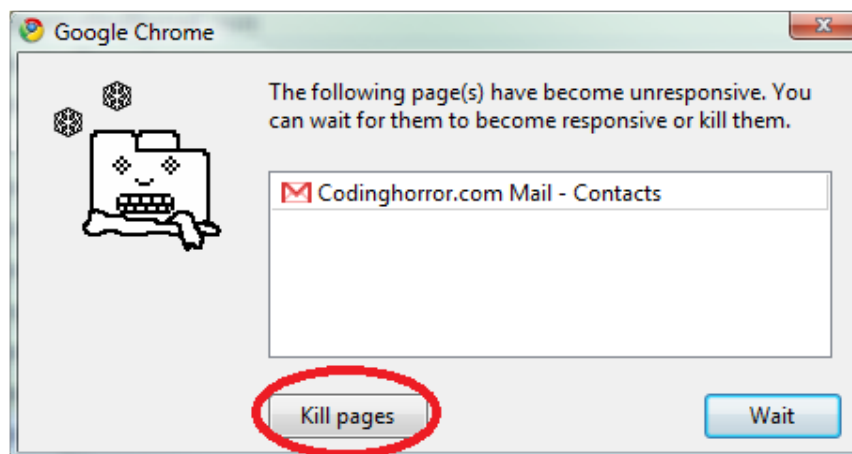 Google Chrome
The following page(s) have become unresponsive. You
can wait for them to become responsive or kill them.
Codinghorror.com Mail - Contacts
Kill pages
Wait